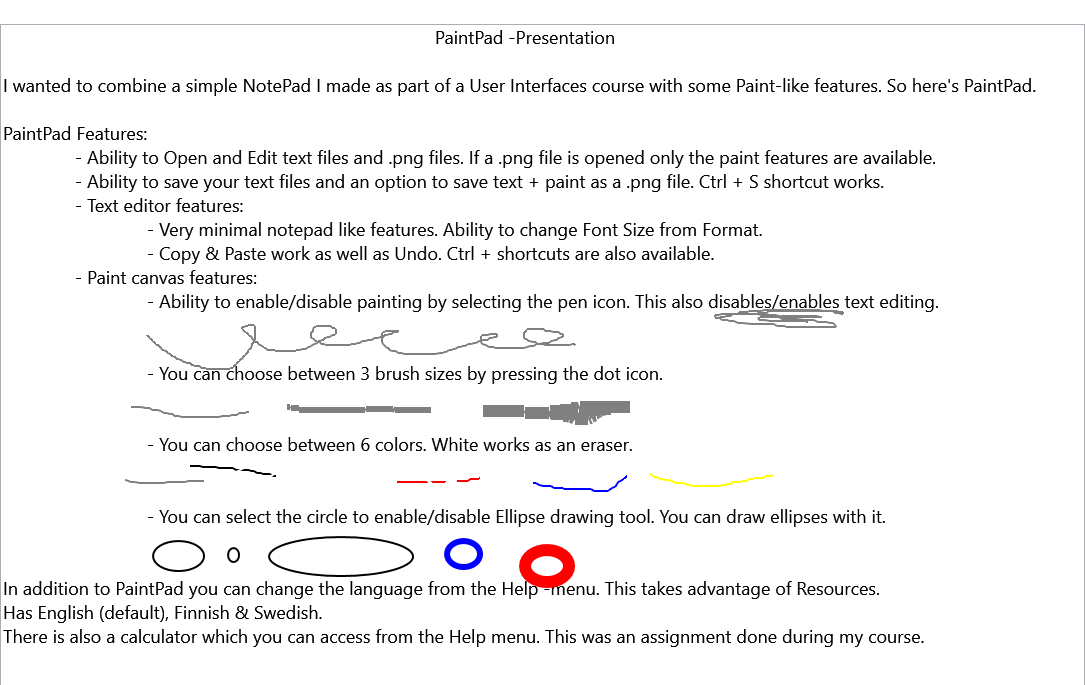 PaintPad -Presentation
I wanted to combine a simple NotePad I made as part of a User Interfaces course with some Paint-like features. So here's PaintPad.
PaintPad Features:
- Ability to Open and Edit text files and .png files. If a .png file is opened only the paint features are available.
- Ability to save your text files and an option to save text + paint as a .png file. Ctrl + S shortcut works.
- Text editor features:
- Very minimal notepad like features. Ability to change Font Size from Format.
- Copy & Paste work as well as Undo. Ctrl + shortcuts are also available.
- Paint canvas features:
- Ability to enable/disable painting by selecting the pen icon. This also disables/enables text editing.
- You can choose between 3 brush sizes by pressing the dot icon.
- You can choose between 6 colors. White works as an eraser.
- You can select the circle to enable/disable Ellipse drawing tool. You can draw ellipses with it.
In addition to PaintPad you can change the language from the Help -menu. This takes advantage of Resources.
Has English (default), Finnish & Swedish.
There is also a calculator which you can access from the Help menu. This was an assignment done during my course.